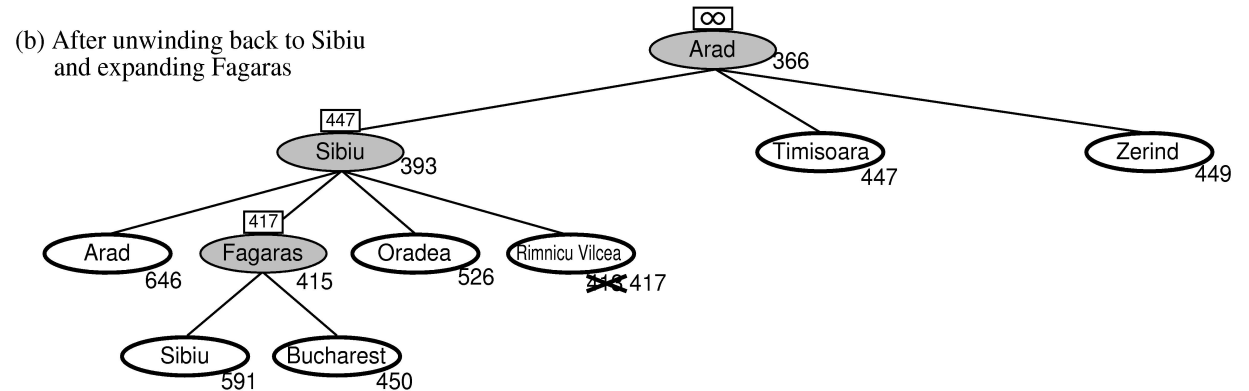 (b) After unwinding back to Sibiu
and expanding Fagaras
∞
Arad
366
447
Sibiu
393
Timisoara
447
Zerind
449
Arad
646
417
Fagaras
415
Oradea
526
Rimnicu Vilcea
413 417
Sibiu
591
Bucharest
450